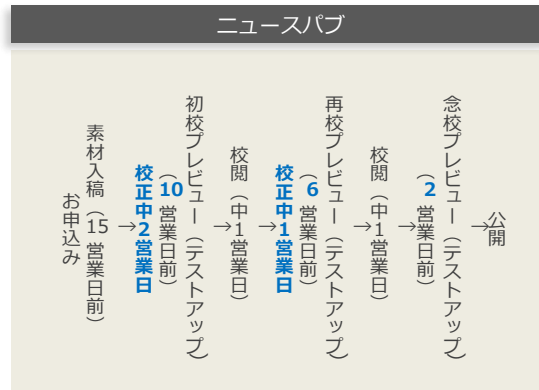 ニュースパブ
お申込み
素材入稿（15営業日前）
→
校正中2営業日
（10営業日前）
初校プレビュー（テストアップ）
→
校閲（中1営業日）
→
校正中1営業日
（6営業日前）
再校プレビュー（テストアップ）
→
校閲（中1営業日）
→
（2営業日前）
念校プレビュー（テストアップ）
→
公開